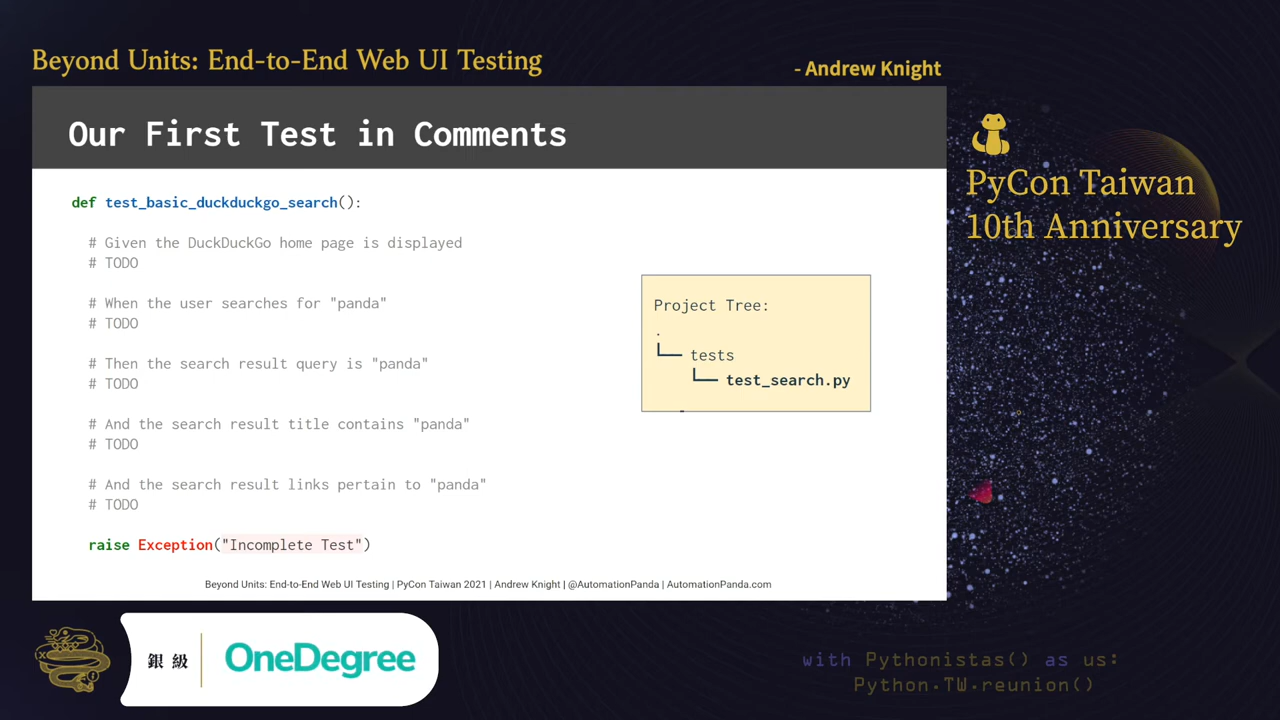 Beyond Units: End-to-End Web UI Testing
- Andrew Knight
Our First Test in Comments
def test_basic_duckduckgo_search():
# Given the DuckDuckGo home page is displayed
# TODO
# When the user searches for "panda"
# TODO
# Then the search result query is "panda"
# TODO
# And the search result title contains "panda"
# TODO
# And the search result links pertain to "panda"
# TODO
raise Exception("Incomplete Test")
Project Tree:
.
└── tests
└── test_search.py
Beyond Units: End-to-End Web UI Testing | PyCon Taiwan 2021 | Andrew Knight | @AutomationPanda | AutomationPanda.com
PyCon Taiwan
10th Anniversary
銀級
OneDegree
with Pythonistas() as us:
Python.TW.reunion()